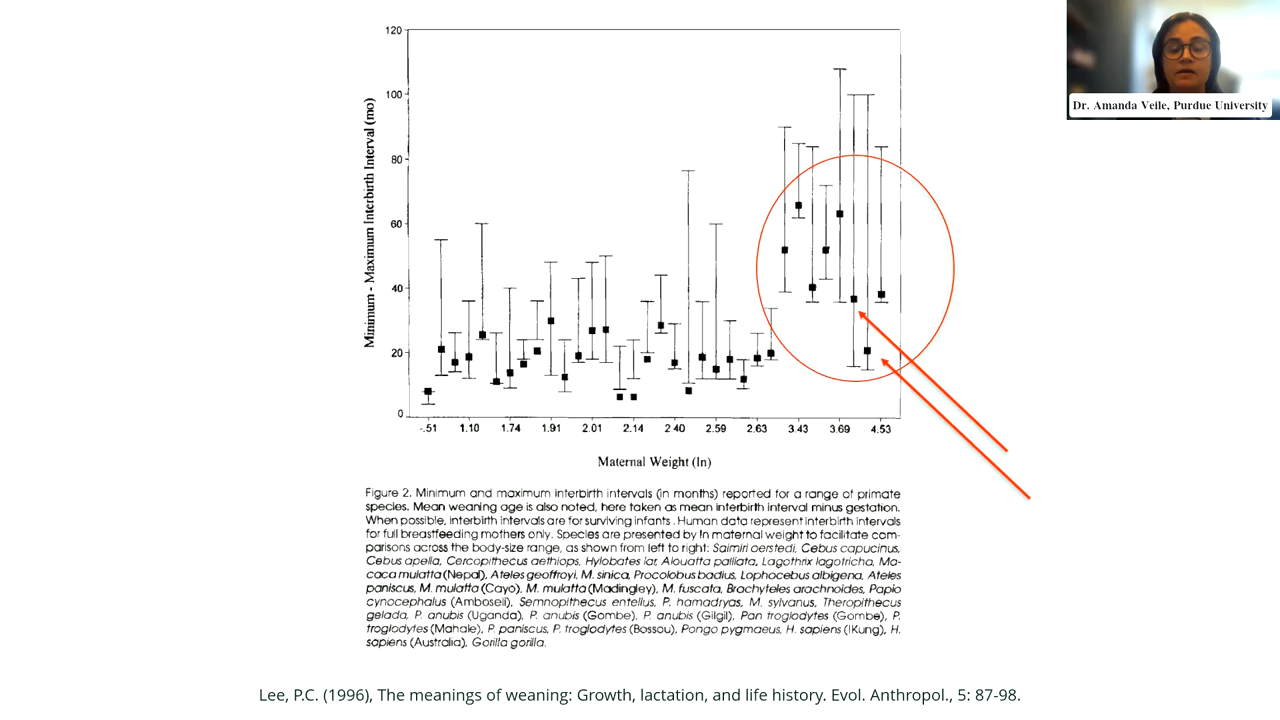 Dr. Amanda Veile, Purdue University
Minimum - Maximum Interbirth Interval (mo)
120
100
80
60
40
20
0
-.51 1.10 1.74 1.91 2.01 2.14 2.40 2.59 2.63 3.43 3.69 4.53
Maternal Weight (ln)
Figure 2. Minimum and maximum interbirth intervals (in months) reported for a range of primate
species. Mean weaning age is also noted, here taken as mean interbirth interval minus gestation.
When possible, interbirth intervals are for surviving infants. Human data represent interbirth intervals
for full breastfeeding mothers only. Species are presented by ln maternal weight to facilitate com-
parisons across the body-size range, as shown from left to right: Saimiri oerstedi, Cebus capucinus,
Cebus apella, Cercopithecus aethiops, Hylobates lar, Alouatta palliata, Lagothrix lagotricha, Ma-
caca mulatta (Nepal), Ateles geoffroyi, M. sinica, Procolobus badius, Lophocebus albigena, Ateles
paniscus, M. mulatta (Cayo), M. mulatta (Madingley), M. fuscata, Brachyteles arachnoides, Papio
cynocephalus (Amboseli), Semnopithecus entellus, P. hamadryas, M. sylvanus, Theropithecus
gelada, P. anubis (Uganda), P. anubis (Gombe), P. anubis (Gilgil), Pan troglodytes (Gombe), P.
troglodytes (Mahale), P. paniscus, P. troglodytes (Bossou), Pongo pygmaeus, H. sapiens (!Kung), H.
sapiens (Australia), Gorilla gorilla.
Lee, P.C. (1996), The meanings of weaning: Growth, lactation, and life history. Evol. Anthropol., 5: 87-98.